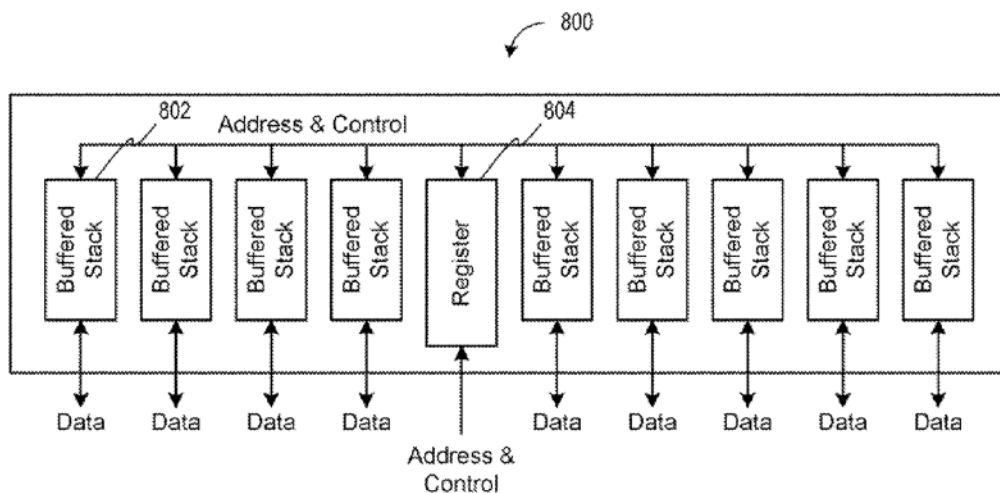 800
802
804
Address & Control
Buffered
Stack
Buffered
Stack
Buffered
Stack
Buffered
Stack
Register
Buffered
Stack
Buffered
Stack
Buffered
Stack
Buffered
Stack
Buffered
Stack
Data
Data
Data
Data
Data
Data
Data
Data
Data
Address &
Control